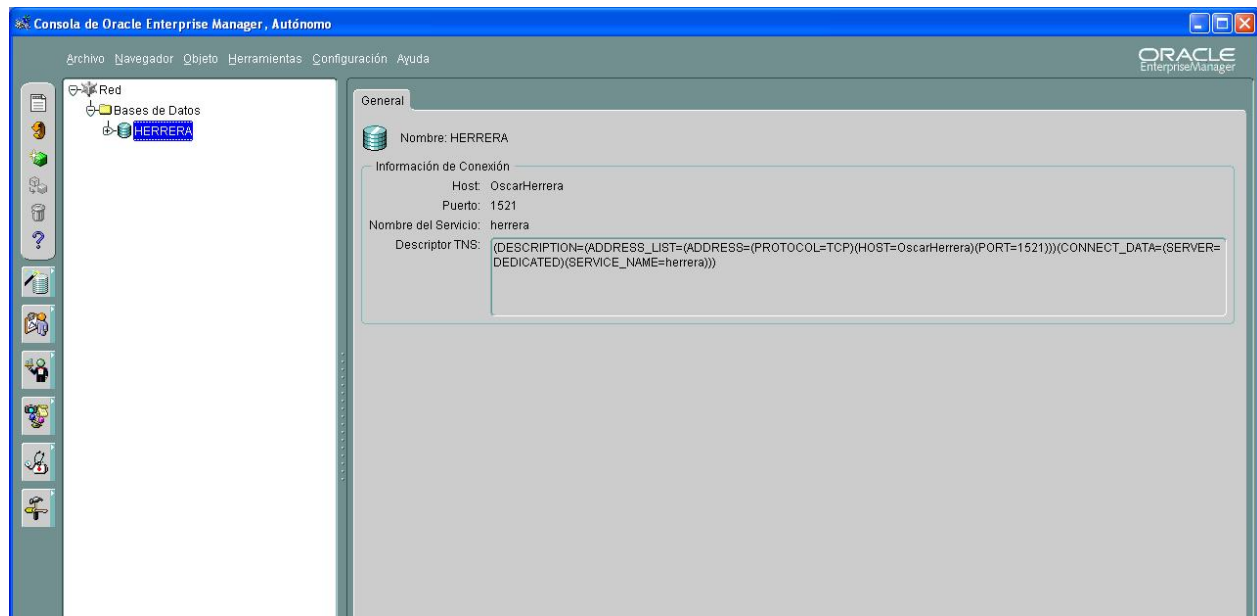 Consola de Oracle Enterprise Manager, Autónomo
Archivo Navegador Objeto Herramientas Configuración Ayuda
ORACLE
EnterpriseManager
Red
Bases de Datos
HERRERA
General
Nombre: HERRERA
Información de Conexión
Host: OscarHerrera
Puerto: 1521
Nombre del Servicio: herrera
Descriptor TNS: (DESCRIPTION=(ADDRESS_LIST=(ADDRESS=(PROTOCOL=TCP)(HOST=OscarHerrera)(PORT=1521)))(CONNECT_DATA=(SERVER=
DEDICATED)(SERVICE_NAME=herrera)))